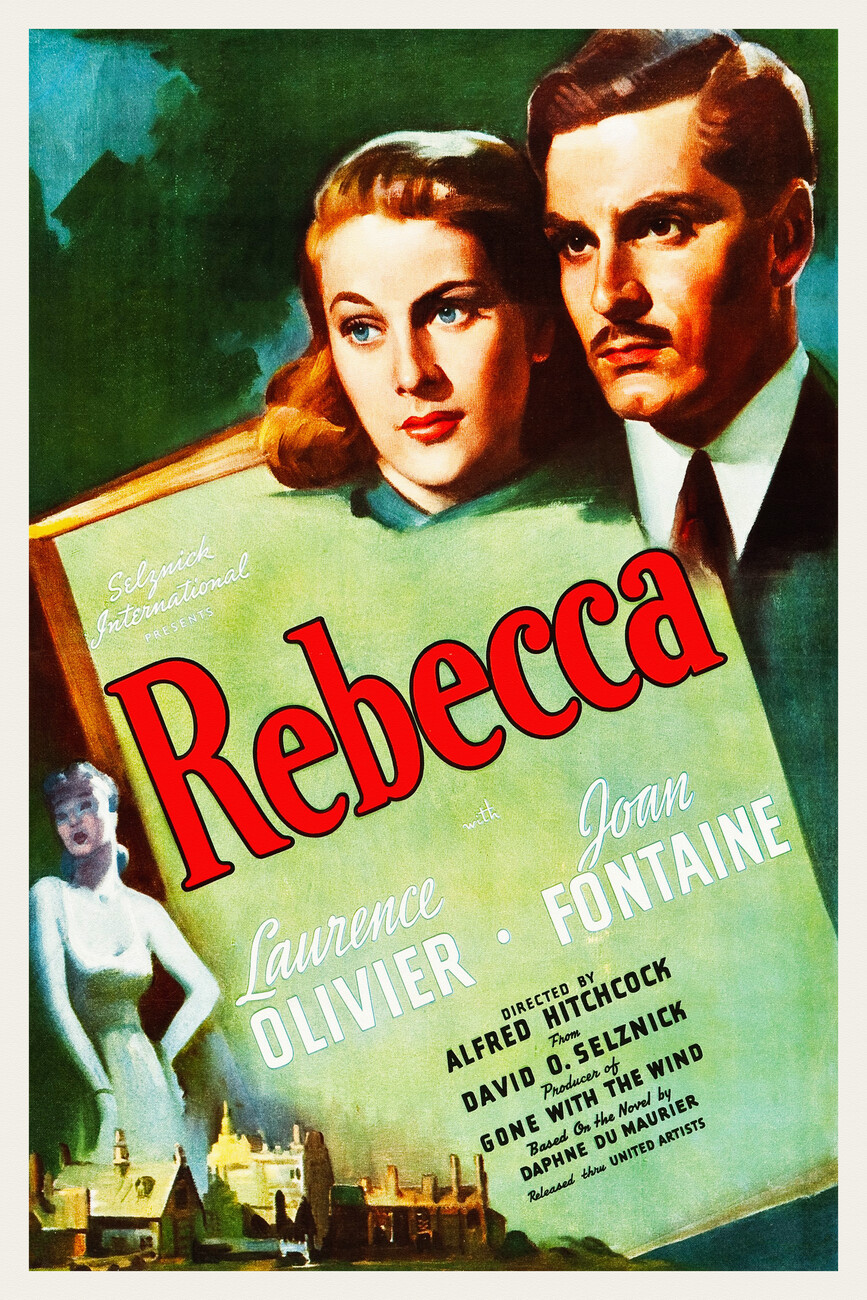 Selznick
International
PRESENTS
Rebecca
with
Laurence
OLIVIER •
Joan
FONTAINE
DIRECTED BY
ALFRED HITCHCOCK
From
DAVID O. SELZNICK
Producer of
GONE WITH THE WIND
Based On the Novel by
DAPHNE DU MAURIER
Released thru UNITED ARTISTS